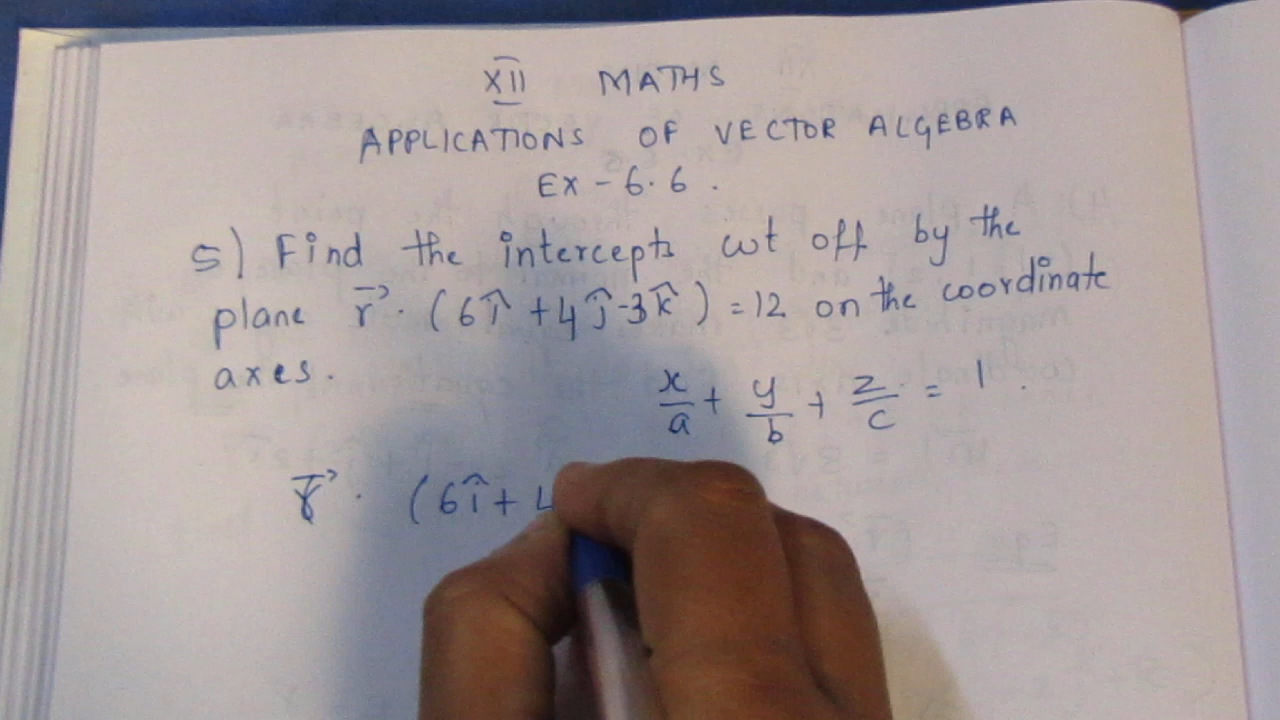 XII MATHS
APPLICATIONS OF VECTOR ALGEBRA
EX - 6.6.
5) Find the intercepts cut off by the
plane r⃗ · (6î + 4ĵ - 3k̂) = 12 on the coordinate
axes.
x/a + y/b + z/c = 1.
r⃗ · (6î + 4